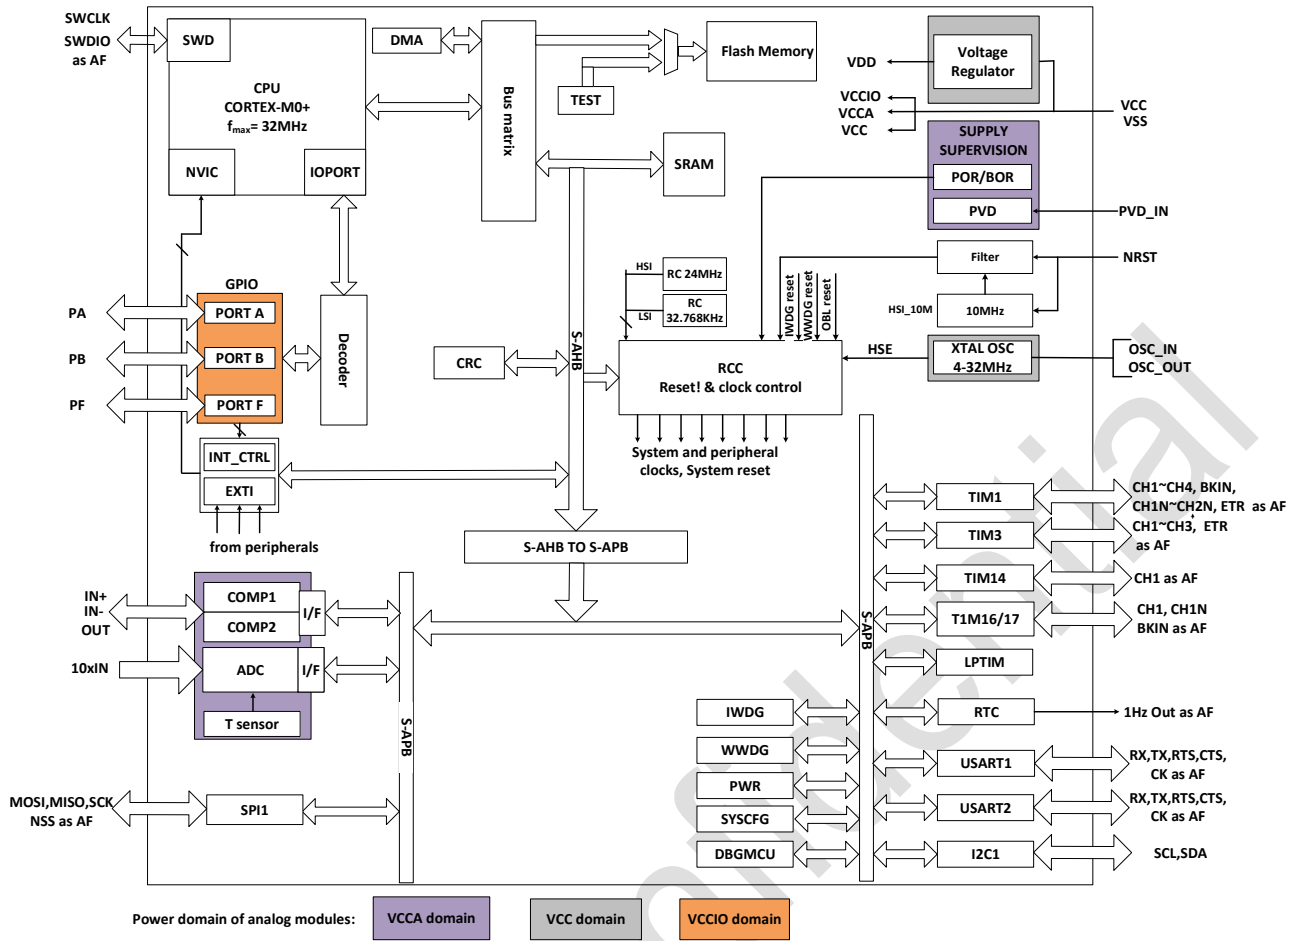 SWCLK
SWDIO
as AF
SWD
CPU
CORTEX-M0+
fmax= 32MHz
NVIC
IOPORT
DMA
Bus matrix
TEST
Flash Memory
SRAM
VDD
Voltage
Regulator
VCCIO
VCCA
VCC
VCC
VSS
SUPPLY
SUPERVISION
POR/BOR
PVD
PVD_IN
Filter
NRST
HSI_10M
10MHz
HSI
RC 24MHz
LSI
RC
32.768KHz
IWDG reset
WWDG reset
OBL reset
GPIO
PA
PORT A
PB
PORT B
PF
PORT F
Decoder
CRC
S-AHB
RCC
Reset! & clock control
HSE
XTAL OSC
4-32MHz
OSC_IN
OSC_OUT
System and peripheral
clocks, System reset
INT_CTRL
EXTI
from peripherals
S-AHB TO S-APB
IN+
IN-
OUT
COMP1
COMP2
I/F
10xIN
ADC
I/F
T sensor
S-APB
MOSI,MISO,SCK
NSS as AF
SPI1
S-APB
TIM1
CH1~CH4, BKIN,
CH1N~CH2N, ETR as AF
TIM3
CH1~CH3, ETR
as AF
TIM14
CH1 as AF
T1M16/17
CH1, CH1N
BKIN as AF
LPTIM
IWDG
RTC
1Hz Out as AF
WWDG
USART1
RX,TX,RTS,CTS,
CK as AF
PWR
SYSCFG
USART2
RX,TX,RTS,CTS,
CK as AF
DBGMCU
I2C1
SCL,SDA
Power domain of analog modules:
VCCA domain
VCC domain
VCCIO domain